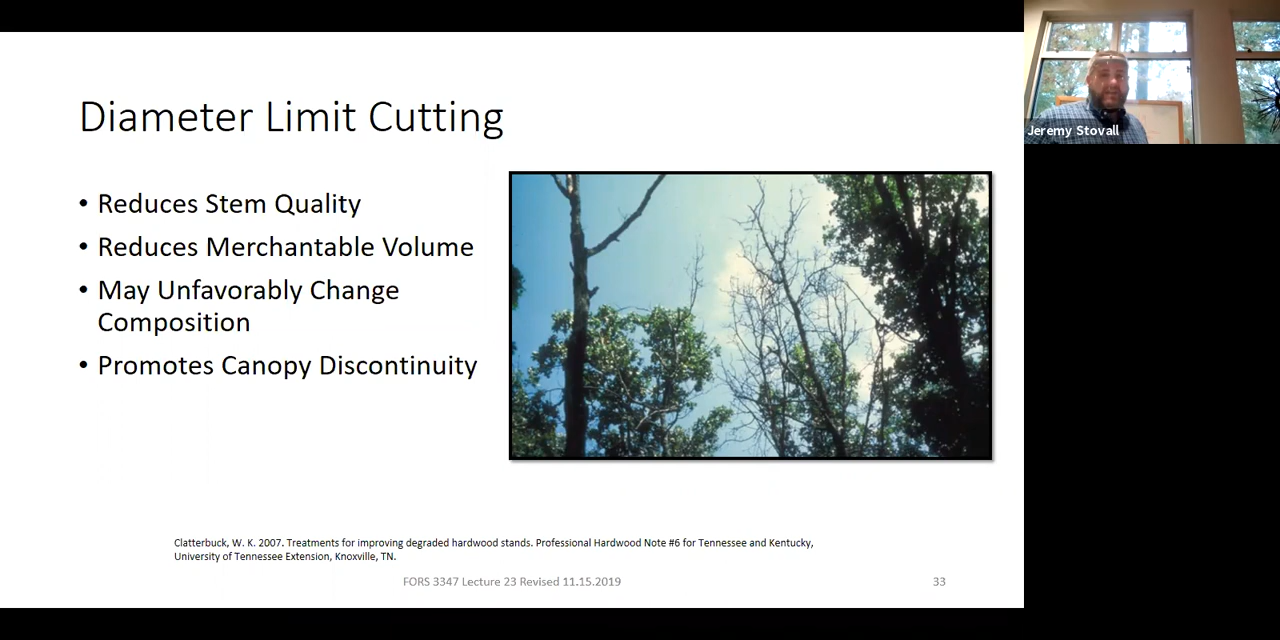 Diameter Limit Cutting
• Reduces Stem Quality
• Reduces Merchantable Volume
• May Unfavorably Change
Composition
• Promotes Canopy Discontinuity
Clatterbuck, W. K. 2007. Treatments for improving degraded hardwood stands. Professional Hardwood Note #6 for Tennessee and Kentucky,
University of Tennessee Extension, Knoxville, TN.
FORS 3347 Lecture 23 Revised 11.15.2019
33
Jeremy Stovall